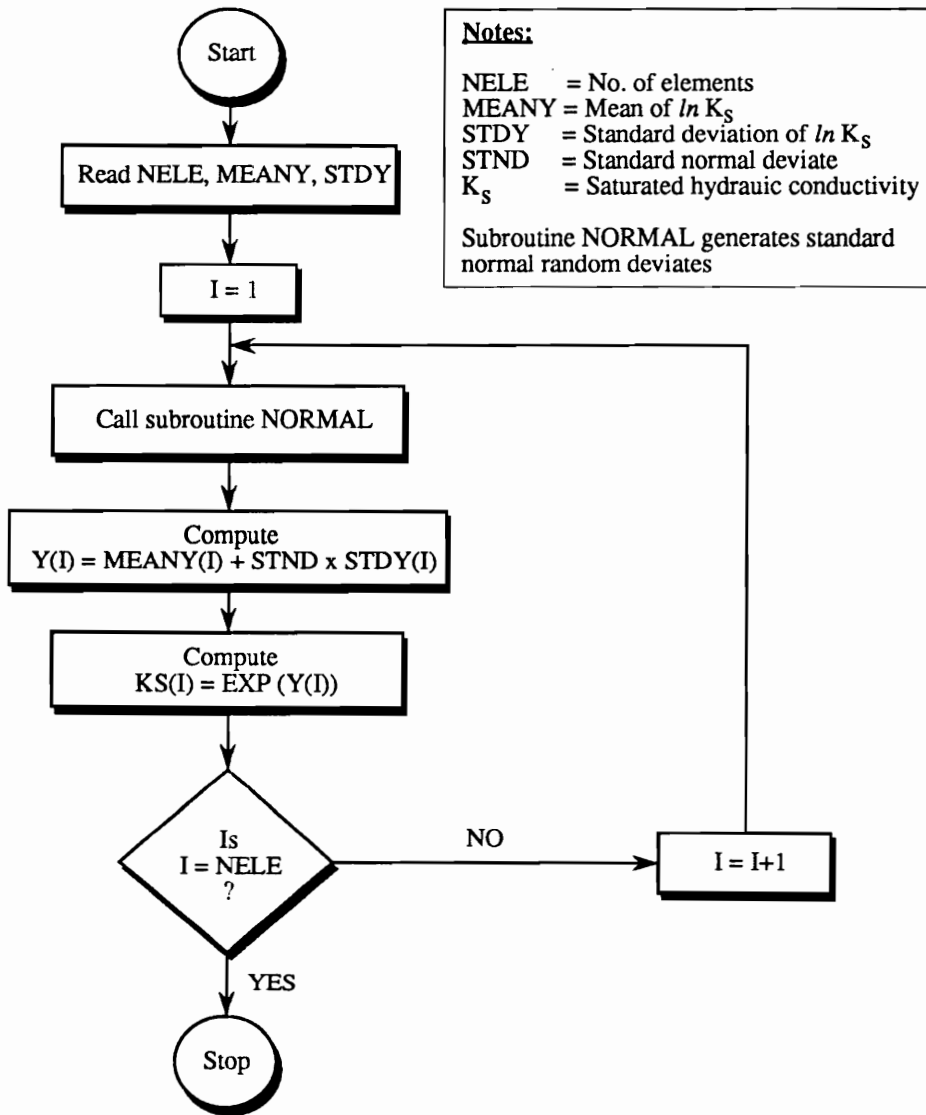 Start
Read NELE, MEANY, STDY
I = 1
Call subroutine NORMAL
Compute
Y(I) = MEANY(I) + STND x STDY(I)
Compute
KS(I) = EXP (Y(I))
Is
I = NELE
?
NO
I = I+1
YES
Stop
Notes:
NELE = No. of elements
MEANY = Mean of ln Ks
STDY = Standard deviation of ln Ks
STND = Standard normal deviate
Ks = Saturated hydrauic conductivity
Subroutine NORMAL generates standard
normal random deviates